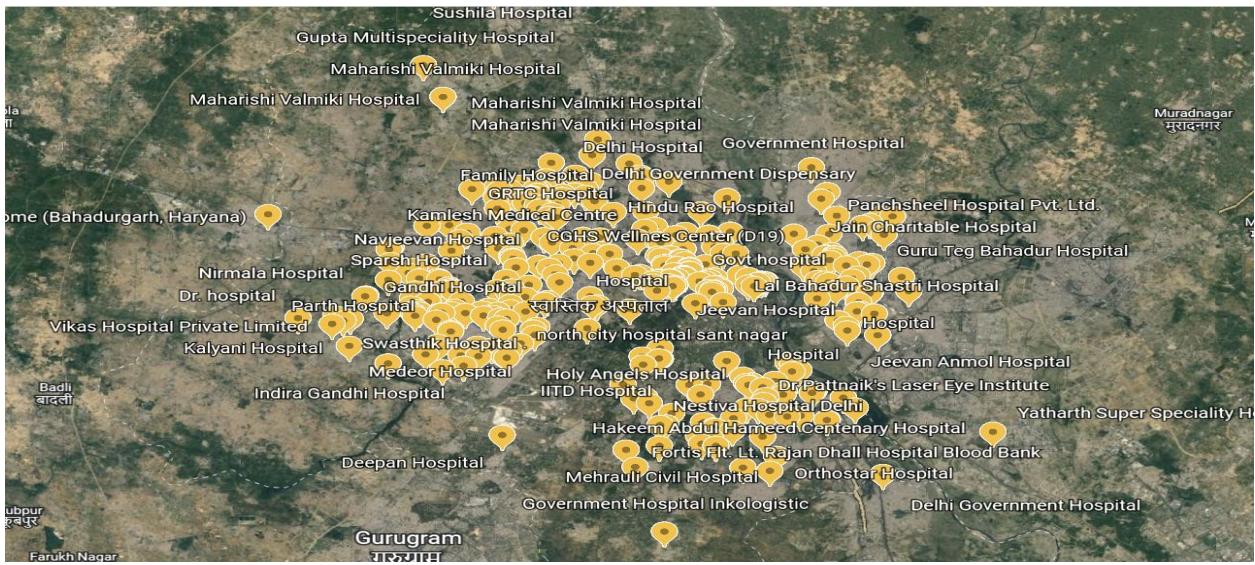 Sushila Hospital
Gupta Multispeciality Hospital
Maharishi Valmiki Hospital
Maharishi Valmiki Hospital
Maharishi Valmiki Hospital
Muradnagar
मुरादनगर
Maharishi Valmiki Hospital
Delhi Hospital
Government Hospital
Family Hospital
Delhi Government Dispensary
GRTC Hospital
Hindu Rao Hospital
Panchsheel Hospital Pvt. Ltd.
ome (Bahadurgarh, Haryana)
Kamlesh Medical Centre
Jain Charitable Hospital
Navjeevan Hospital
CGHS Wellnes Center (D19)
Guru Teg Bahadur Hospital
Sparsh Hospital
Govt hospital
Nirmala Hospital
Gandhi Hospital
Hospital
Lal Bahadur Shastri Hospital
Dr. hospital
Parth Hospital
स्वास्तिक अस्पताल
Jeevan Hospital
Vikas Hospital Private Limited
Hospital
north city hospital sant nagar
Kalyani Hospital
Swasthik Hospital .
Hospital
Jeevan Anmol Hospital
Medeor Hospital
Holy Angels Hospital
Dr Pattnaik's Laser Eye Institute
Badli
बादली
Indira Gandhi Hospital
IITD Hospital
Nestiva Hospital Delhi
Yatharth Super Speciality H
Hakeem Abdul Hameed Centenary Hospital
Fortis Flt. Lt. Rajan Dhall Hospital Blood Bank
Deepan Hospital
Mehrauli Civil Hospital
Orthostar Hospital
Government Hospital Inkologistic
Delhi Government Hospital
Gurugram
गुरुग्राम
Farukh Nagar